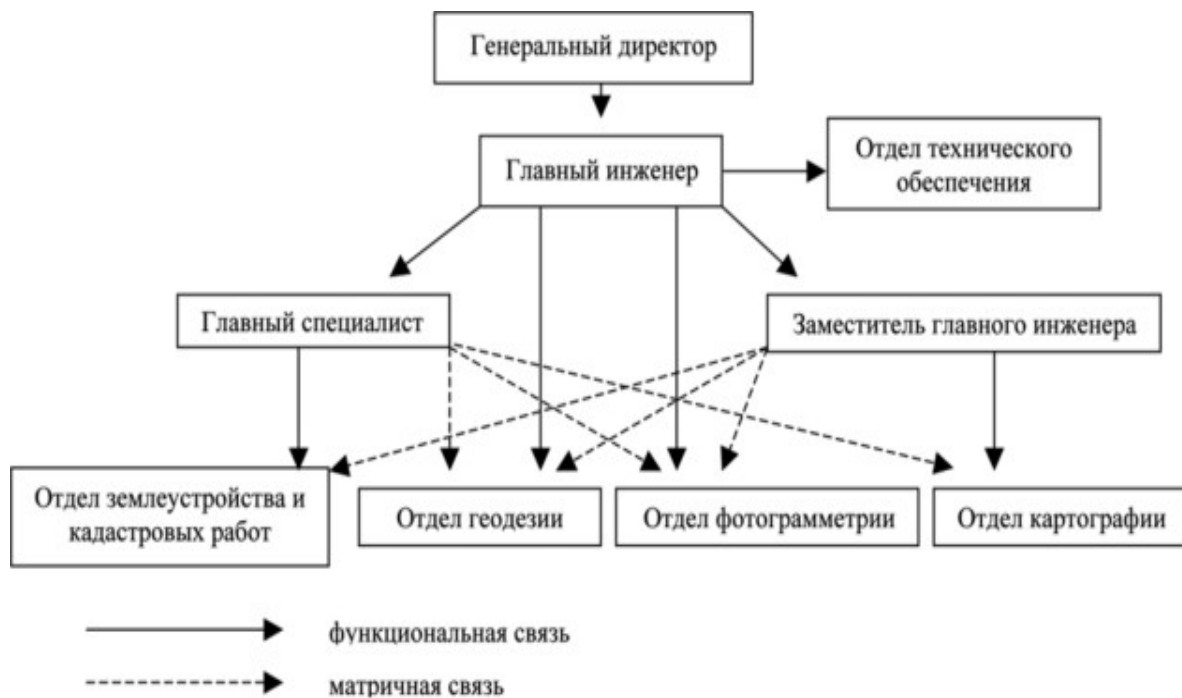 Генеральный директор
Главный инженер
Отдел технического
обеспечения
Главный специалист
Заместитель главного инженера
Отдел землеустройства и
кадастровых работ
Отдел геодезии
Отдел фотограмметрии
Отдел картографии
функциональная связь
матричная связь